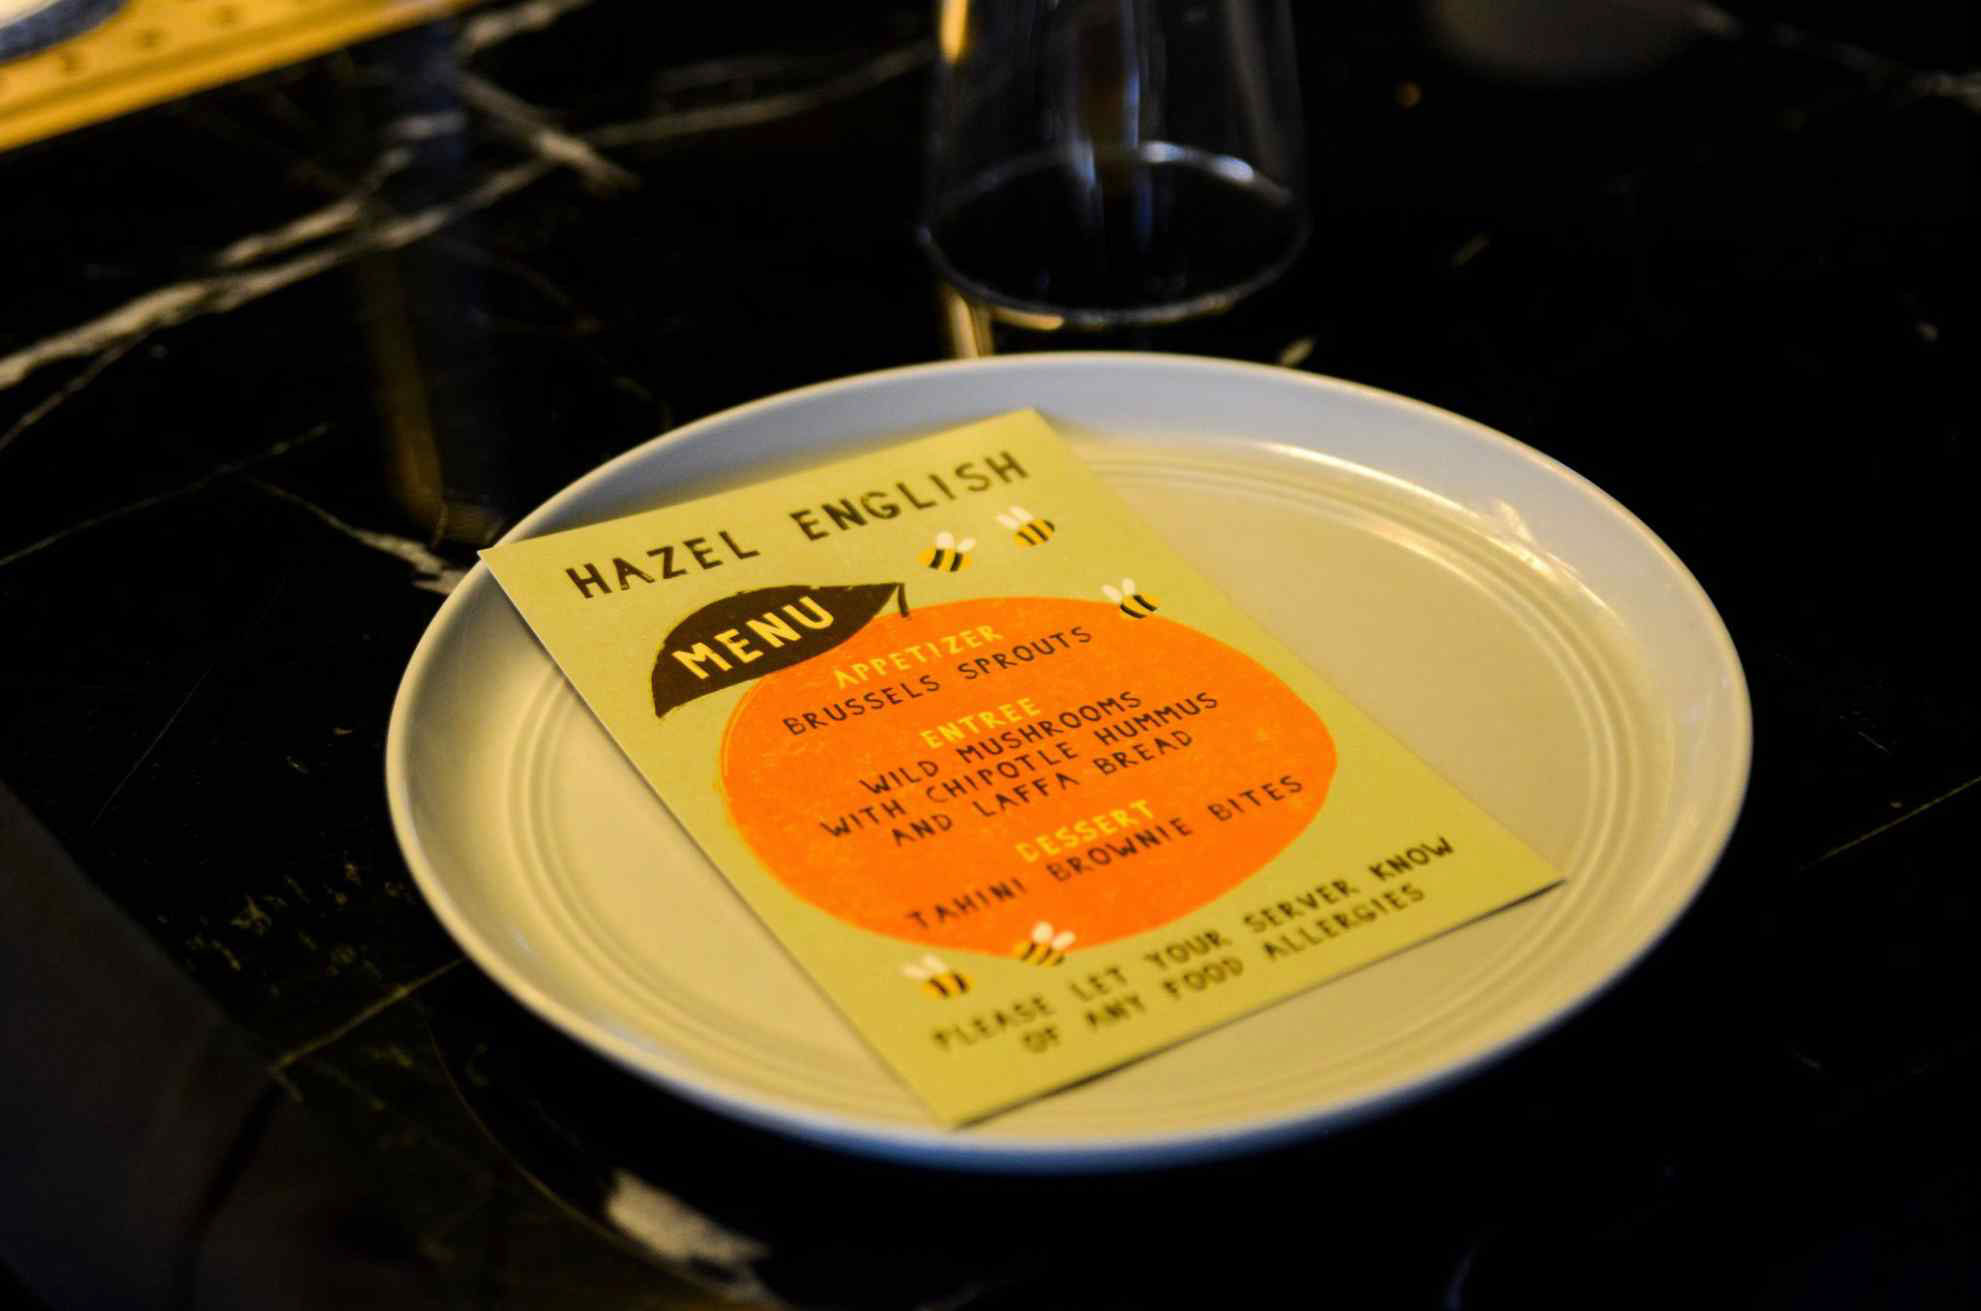 HAZEL ENGLISH
MENU
APPETIZER
BRUSSELS SPROUTS
ENTREE
WILD MUSHROOMS
WITH CHIPOTLE HUMMUS
AND LAFFA BREAD
DESSERT
TAHINI BROWNIE BITES
PLEASE LET YOUR SERVER KNOW
OF ANY FOOD ALLERGIES